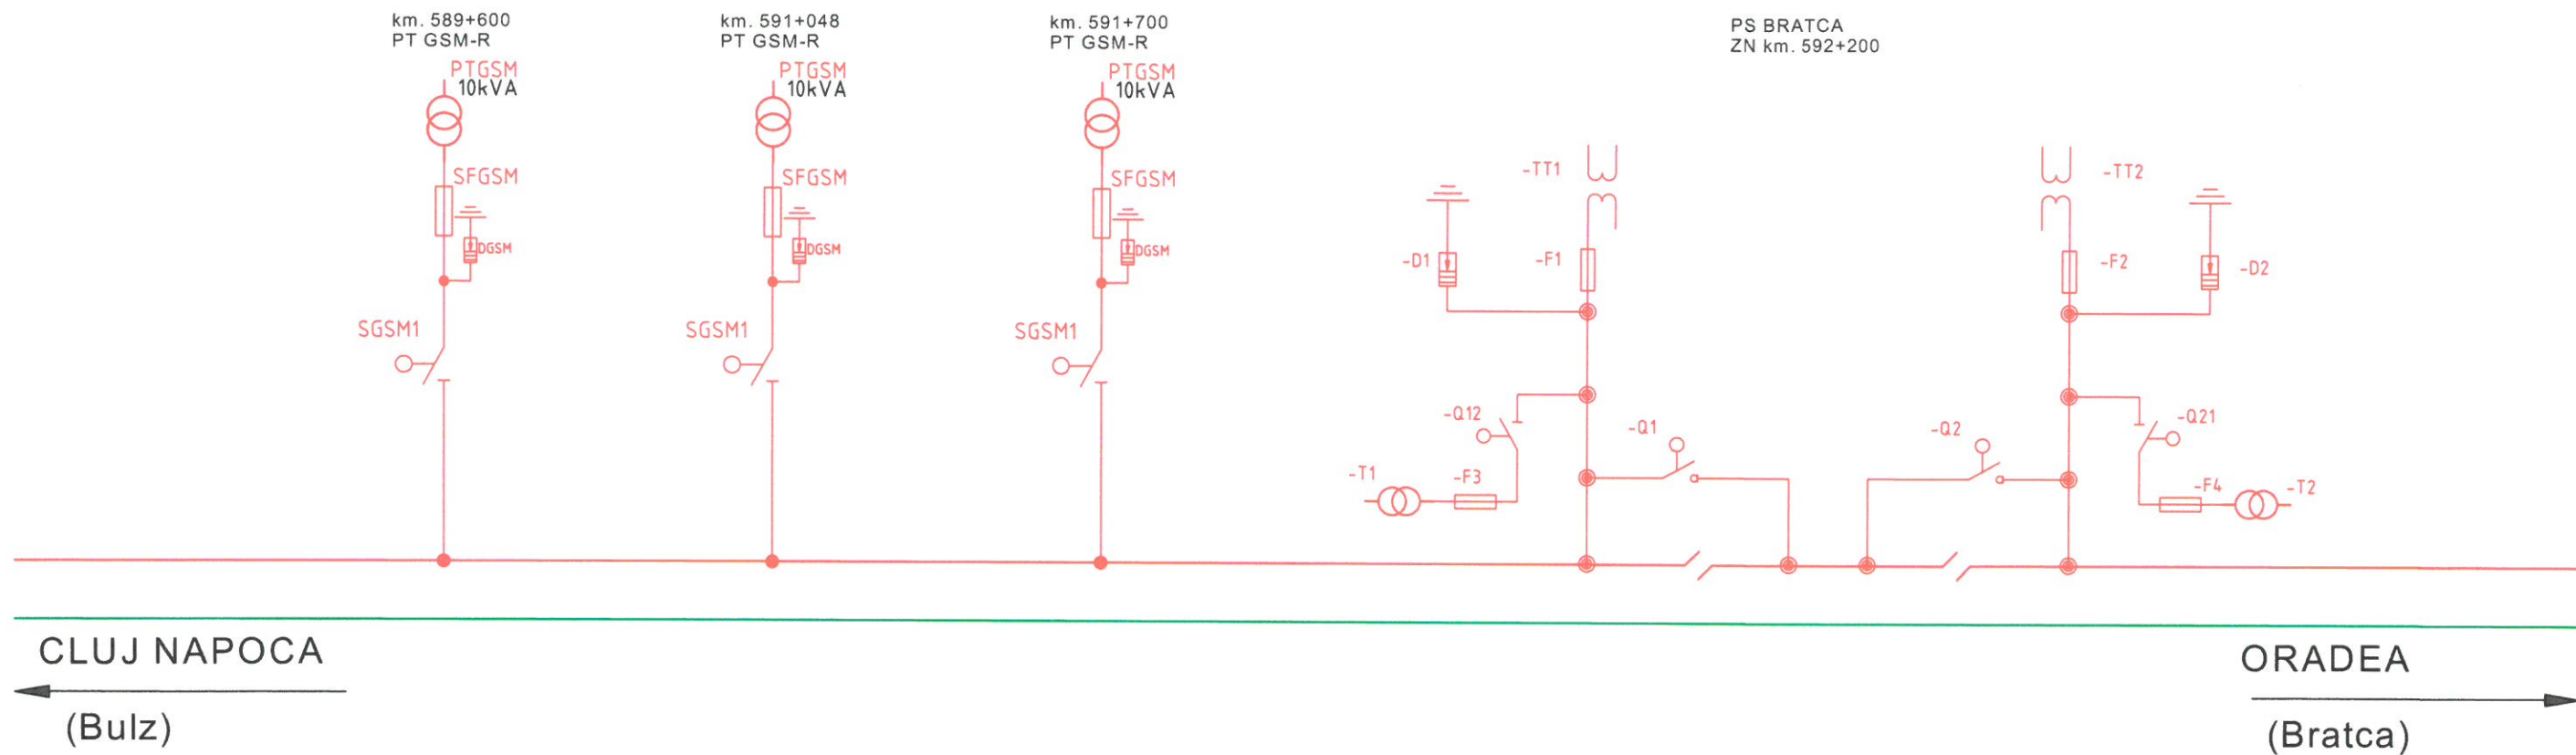 km. 589+600
PT GSM-R
PTGSM
10kVA
SFGSM
DGSM
SGSM1
km. 591+048
PT GSM-R
PTGSM
10kVA
SFGSM
DGSM
SGSM1
km. 591+700
PT GSM-R
PTGSM
10kVA
SFGSM
DGSM
SGSM1
PS BRATCA
ZN km. 592+200
-TT1
-D1
-F1
-Q12
-Q1
-T1
-F3
-TT2
-F2
-D2
-Q2
-Q21
-F4
-T2
CLUJ NAPOCA
(Bulz)
ORADEA
(Bratca)